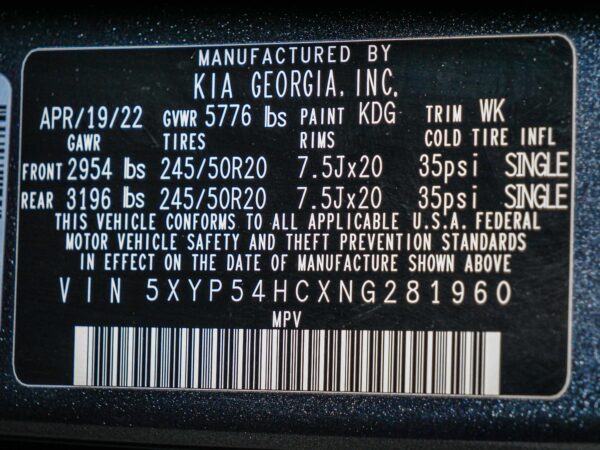 MANUFACTURED BY
KIA GEORGIA, INC.
APR/19/22 GVWR 5776 lbs PAINT KDG TRIM WK
GAWR TIRES RIMS COLD TIRE INFL
FRONT 2954 lbs 245/50R20 7.5Jx20 35psi SINGLE
REAR 3196 lbs 245/50R20 7.5Jx20 35psi SINGLE
THIS VEHICLE CONFORMS TO ALL APPLICABLE U.S.A. FEDERAL
MOTOR VEHICLE SAFETY AND THEFT PREVENTION STANDARDS
IN EFFECT ON THE DATE OF MANUFACTURE SHOWN ABOVE
VIN 5XYP54HCXNG281960
MPV